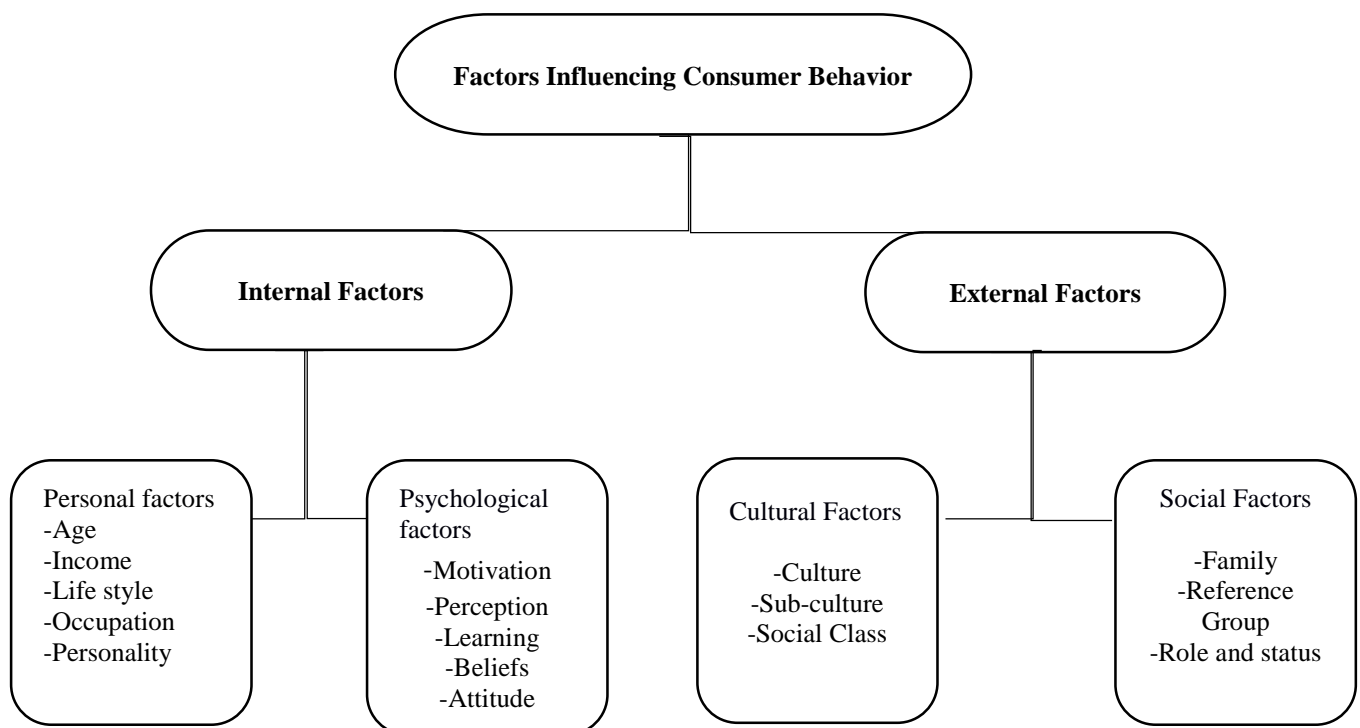 Factors Influencing Consumer Behavior
Internal Factors
External Factors
Personal factors
-Age
-Income
-Life style
-Occupation
-Personality
Psychological
factors
-Motivation
-Perception
-Learning
-Beliefs
-Attitude
Cultural Factors
-Culture
-Sub-culture
-Social Class
Social Factors
-Family
-Reference
Group
-Role and status